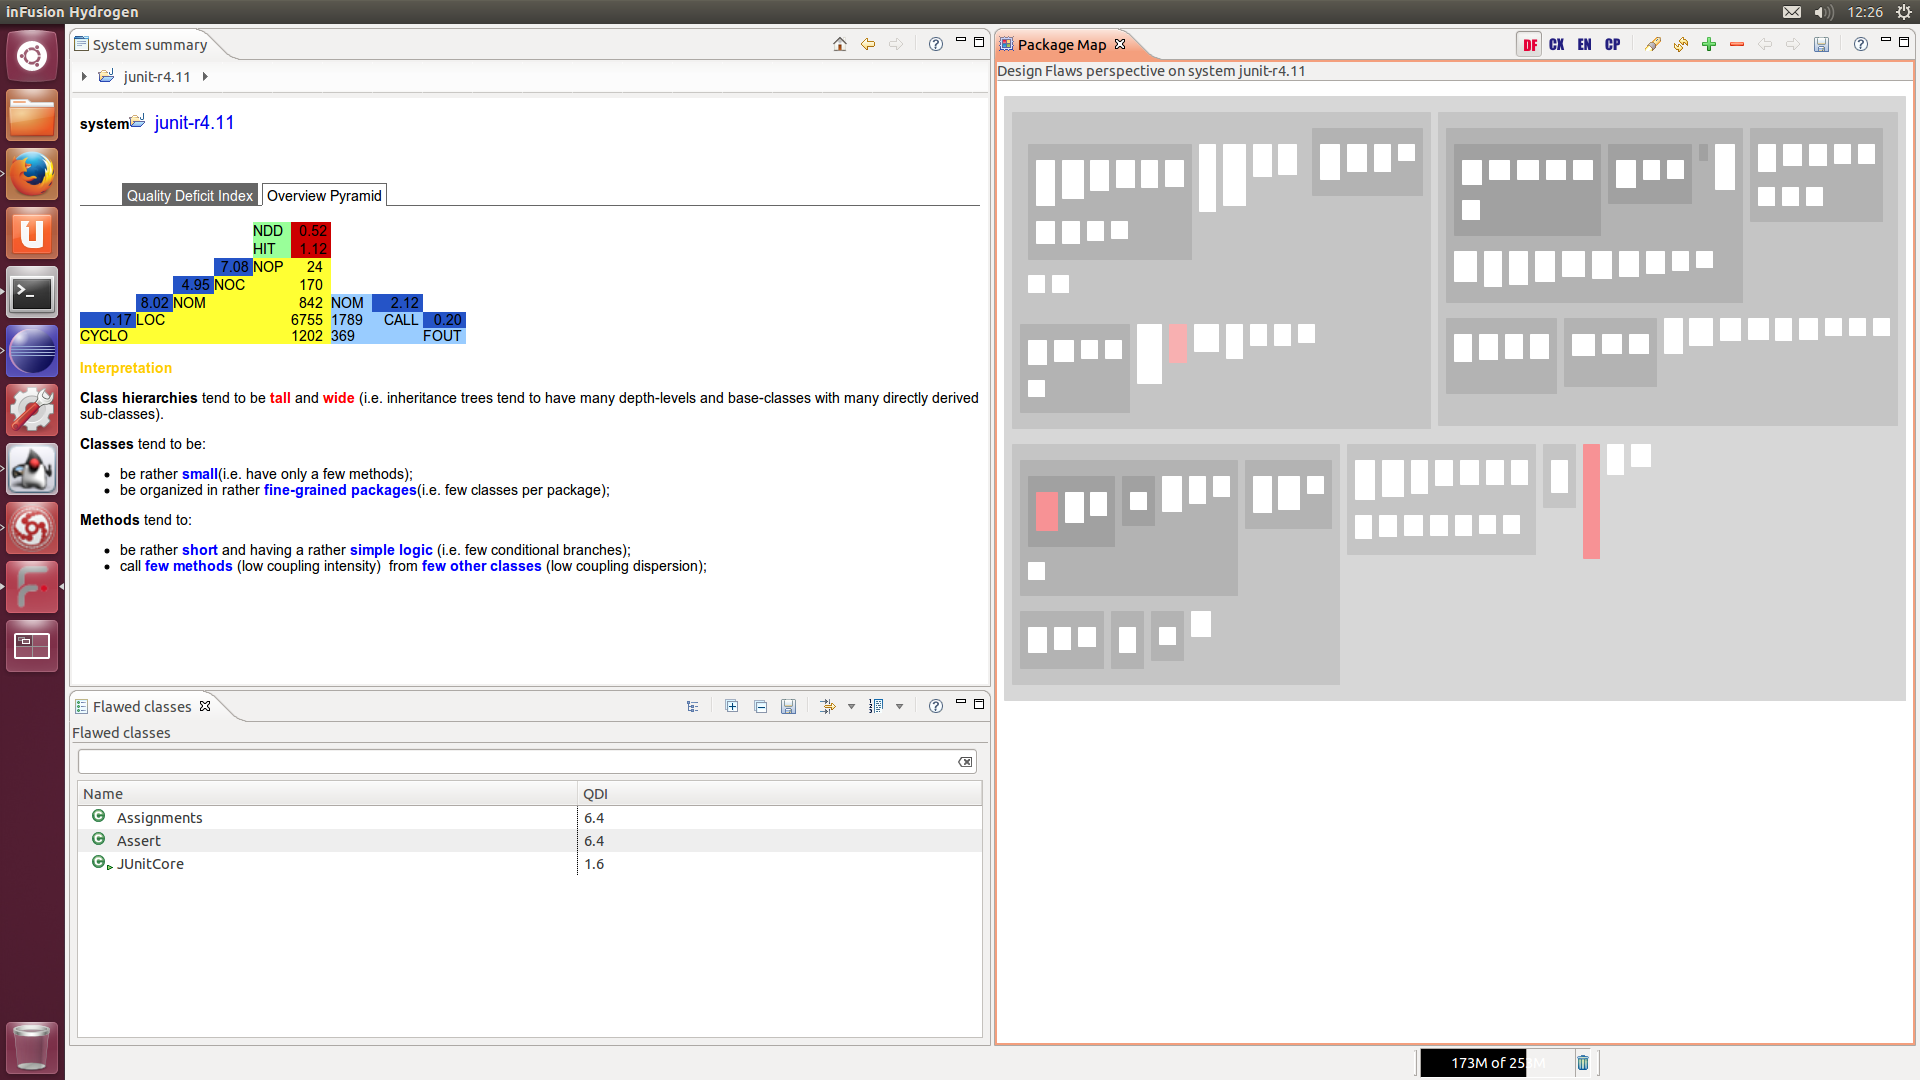 inFusion Hydrogen
12:26
System summary
junit-r4.11
system junit-r4.11
Quality Deficit Index
Overview Pyramid
NDD 0.52
HIT 1.12
7.08 NOP 24
4.95 NOC 170
8.02 NOM 842 NOM 2.12
0.17 LOC 6755 1789 CALL 0.20
CYCLO 1202 369 FOUT
Interpretation
Class hierarchies tend to be tall and wide (i.e. inheritance trees tend to have many depth-levels and base-classes with many directly derived
sub-classes).
Classes tend to be:
• be rather small(i.e. have only a few methods);
• be organized in rather fine-grained packages(i.e. few classes per package);
Methods tend to:
• be rather short and having a rather simple logic (i.e. few conditional branches);
• call few methods (low coupling intensity) from few other classes (low coupling dispersion);
Flawed classes
Flawed classes
Name QDI
Assignments 6.4
Assert 6.4
JUnitCore 1.6
Package Map
DF CX EN CP
Design Flaws perspective on system junit-r4.11
173M of 253M